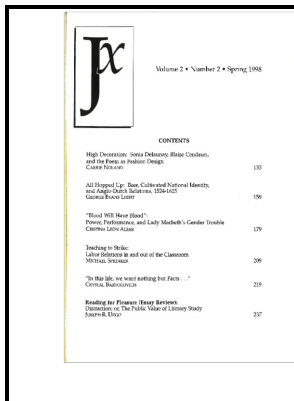 Jx
Volume 2 • Number 2 • Spring 1998
CONTENTS
High Decoration: Sonia Delaunay, Blaise Cendrars,
and the Poem as Fashion Design
CARRIE NOLAND 133
All Hopped Up: Beer, Cultivated National Identity,
and Anglo-Dutch Relations, 1524-1625
GEORGE EVANS LIGHT 159
"Blood Will Have Blood":
Power, Performance, and Lady Macbeth's Gender Trouble
CRISTINA LEÓN ALFAR 179
Teaching to Strike:
Labor Relations in and out of the Classroom
MICHAEL SPRINKER 209
"In this life, we want nothing but Facts . . ."
CRYSTAL BARTOLOVICH 219
Reading for Pleasure (Essay Reviews):
Distraction: or, The Public Value of Literary Study
JOSEPH R. URGO 237